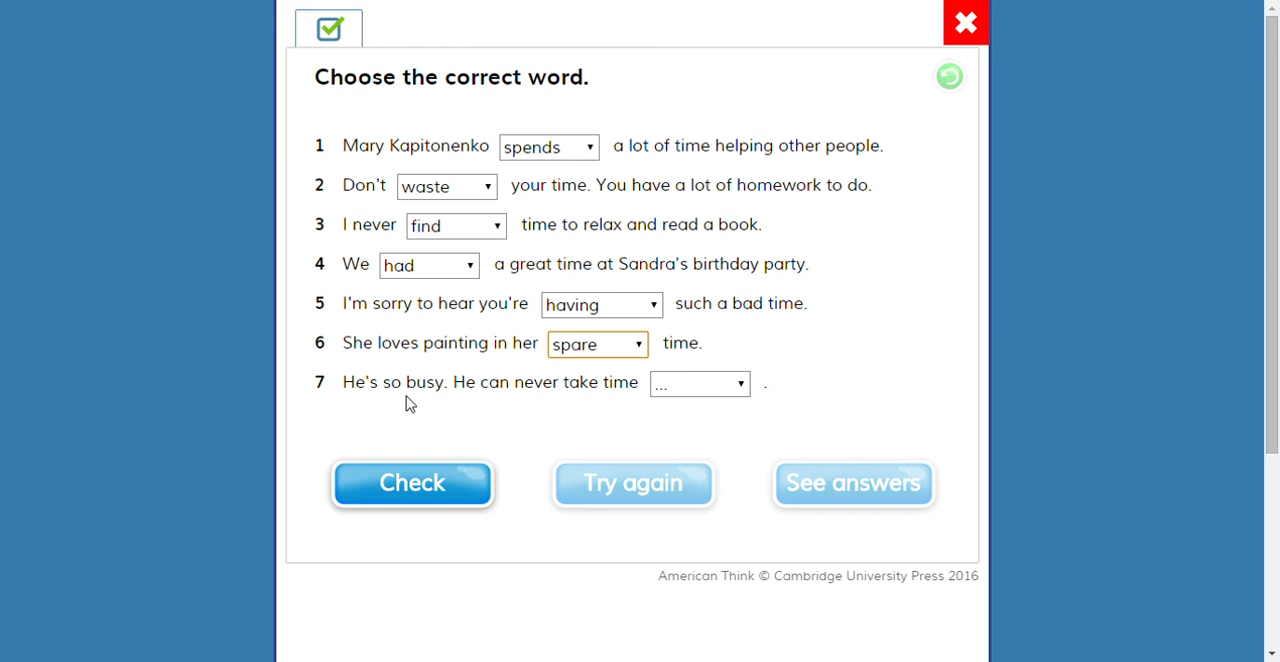 Choose the correct word.
1 Mary Kapitonenko spends a lot of time helping other people.
2 Don't waste your time. You have a lot of homework to do.
3 I never find time to relax and read a book.
4 We had a great time at Sandra's birthday party.
5 I'm sorry to hear you're having such a bad time.
6 She loves painting in her spare time.
7 He's so busy. He can never take time ... .
Check Try again See answers
American Think © Cambridge University Press 2016